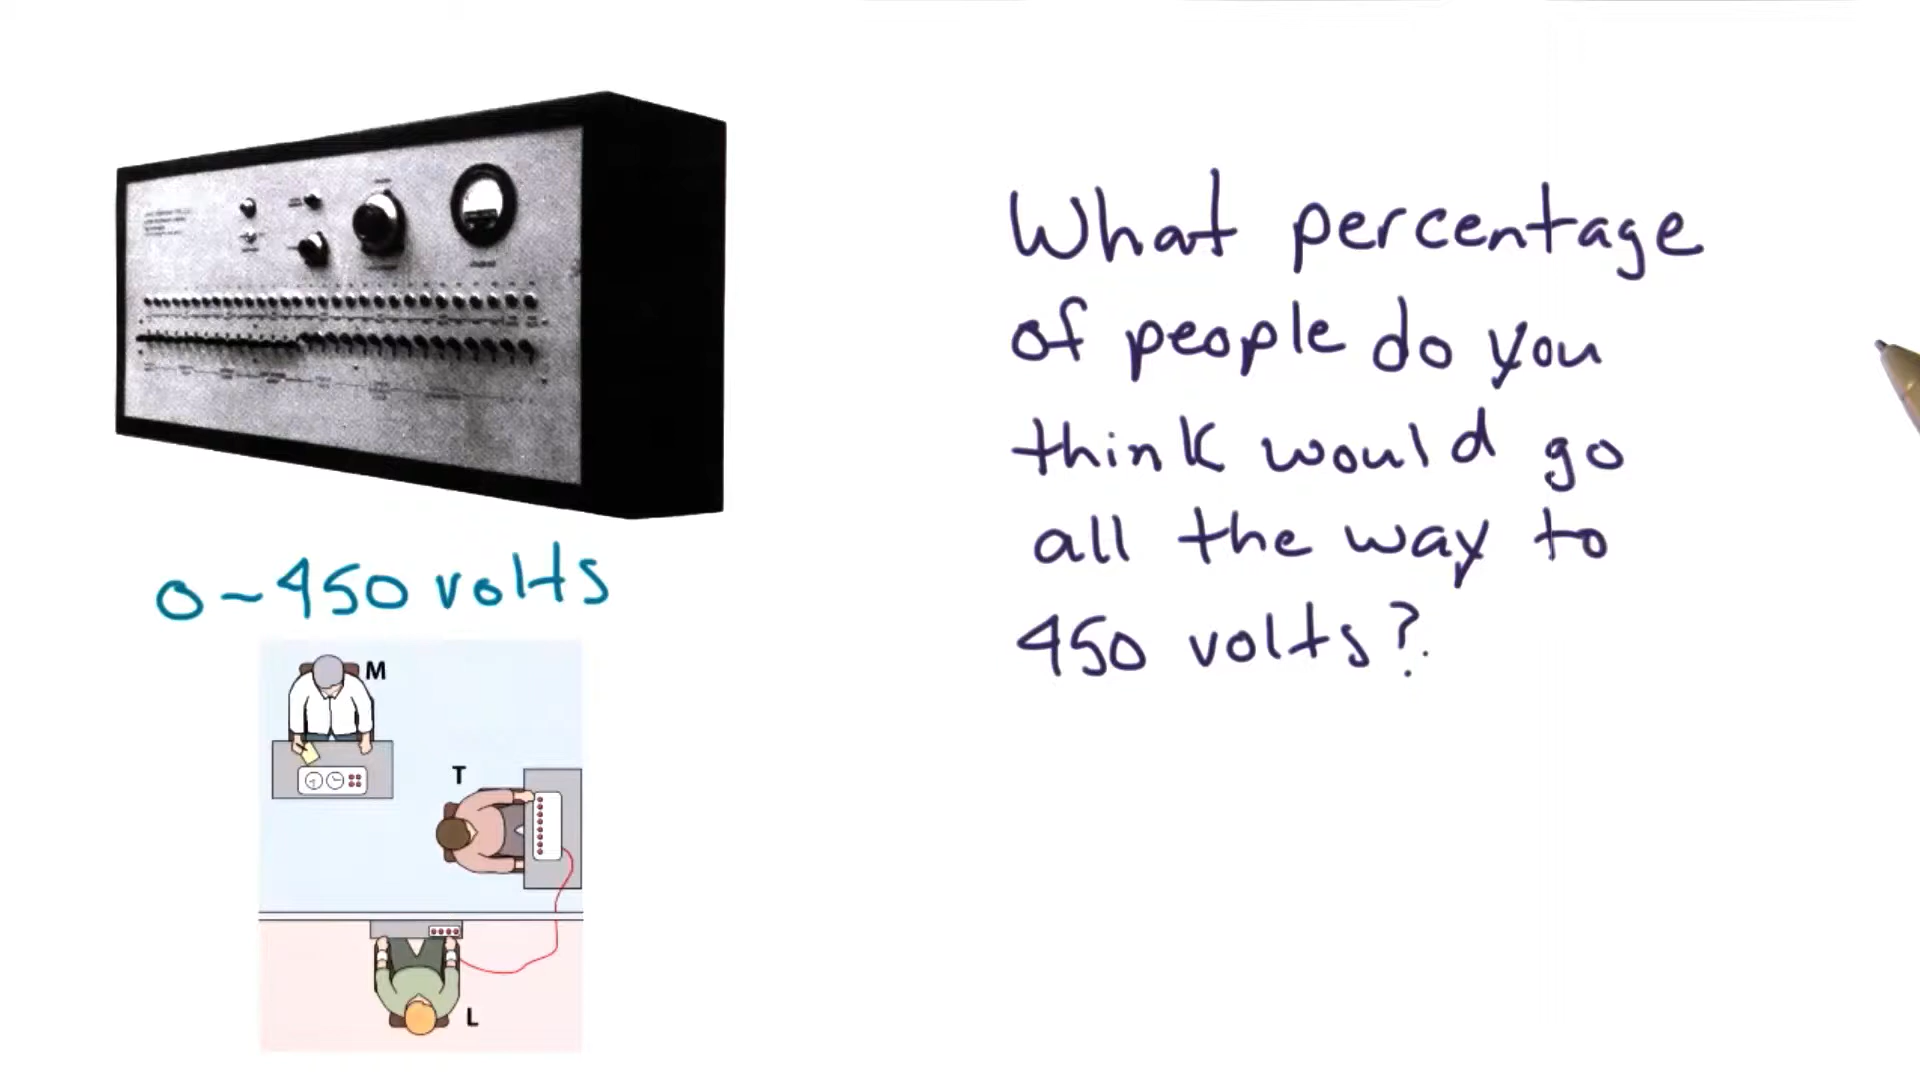 0-450 volts
M
T
L
What percentage
of people do you
think would go
all the way to
450 volts?